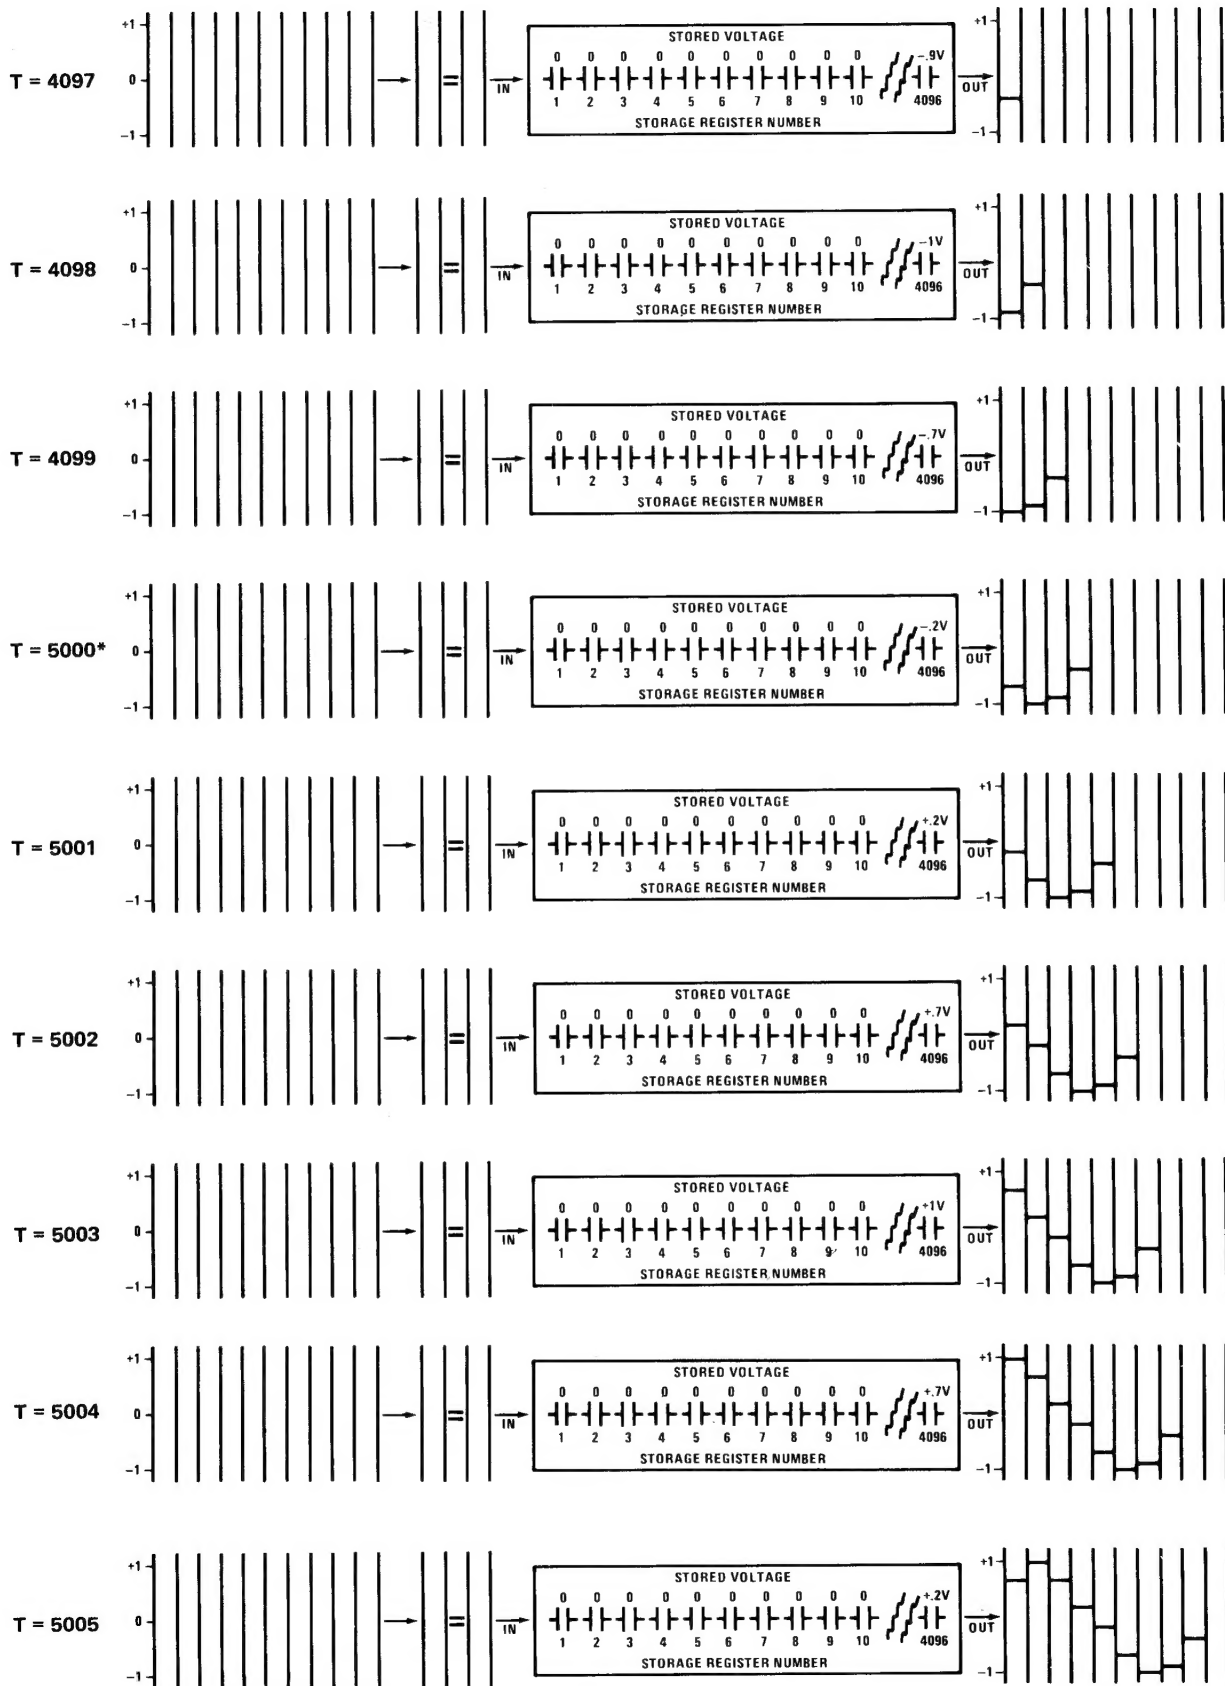 +1
T = 4097 0
-1
IN
STORED VOLTAGE
0 0 0 0 0 0 0 0 0 0 -.9V
1 2 3 4 5 6 7 8 9 10 4096
STORAGE REGISTER NUMBER
OUT
+1
-1
+1
T = 4098 0
-1
IN
STORED VOLTAGE
0 0 0 0 0 0 0 0 0 0 -1V
1 2 3 4 5 6 7 8 9 10 4096
STORAGE REGISTER NUMBER
OUT
+1
-1
+1
T = 4099 0
-1
IN
STORED VOLTAGE
0 0 0 0 0 0 0 0 0 0 -.7V
1 2 3 4 5 6 7 8 9 10 4096
STORAGE REGISTER NUMBER
OUT
+1
-1
+1
T = 5000* 0
-1
IN
STORED VOLTAGE
0 0 0 0 0 0 0 0 0 0 -.2V
1 2 3 4 5 6 7 8 9 10 4096
STORAGE REGISTER NUMBER
OUT
+1
-1
+1
T = 5001 0
-1
IN
STORED VOLTAGE
0 0 0 0 0 0 0 0 0 0 +.2V
1 2 3 4 5 6 7 8 9 10 4096
STORAGE REGISTER NUMBER
OUT
+1
-1
+1
T = 5002 0
-1
IN
STORED VOLTAGE
0 0 0 0 0 0 0 0 0 0 +.7V
1 2 3 4 5 6 7 8 9 10 4096
STORAGE REGISTER NUMBER
OUT
+1
-1
+1
T = 5003 0
-1
IN
STORED VOLTAGE
0 0 0 0 0 0 0 0 0 0 +1V
1 2 3 4 5 6 7 8 9 10 4096
STORAGE REGISTER NUMBER
OUT
+1
-1
+1
T = 5004 0
-1
IN
STORED VOLTAGE
0 0 0 0 0 0 0 0 0 0 +.7V
1 2 3 4 5 6 7 8 9 10 4096
STORAGE REGISTER NUMBER
OUT
+1
-1
+1
T = 5005 0
-1
IN
STORED VOLTAGE
0 0 0 0 0 0 0 0 0 0 +.2V
1 2 3 4 5 6 7 8 9 10 4096
STORAGE REGISTER NUMBER
OUT
+1
-1